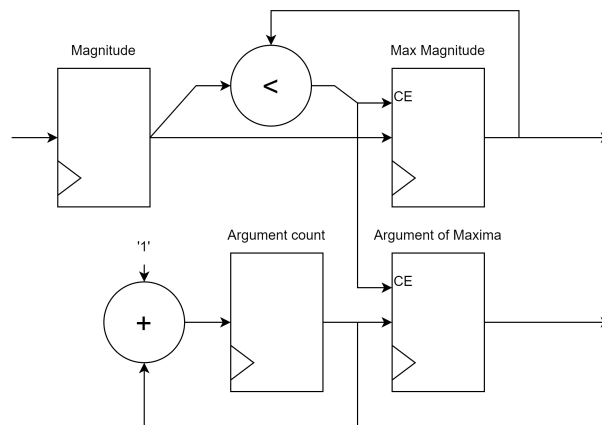 Magnitude
<
Max Magnitude
CE
'1'
Argument count
Argument of Maxima
CE
+